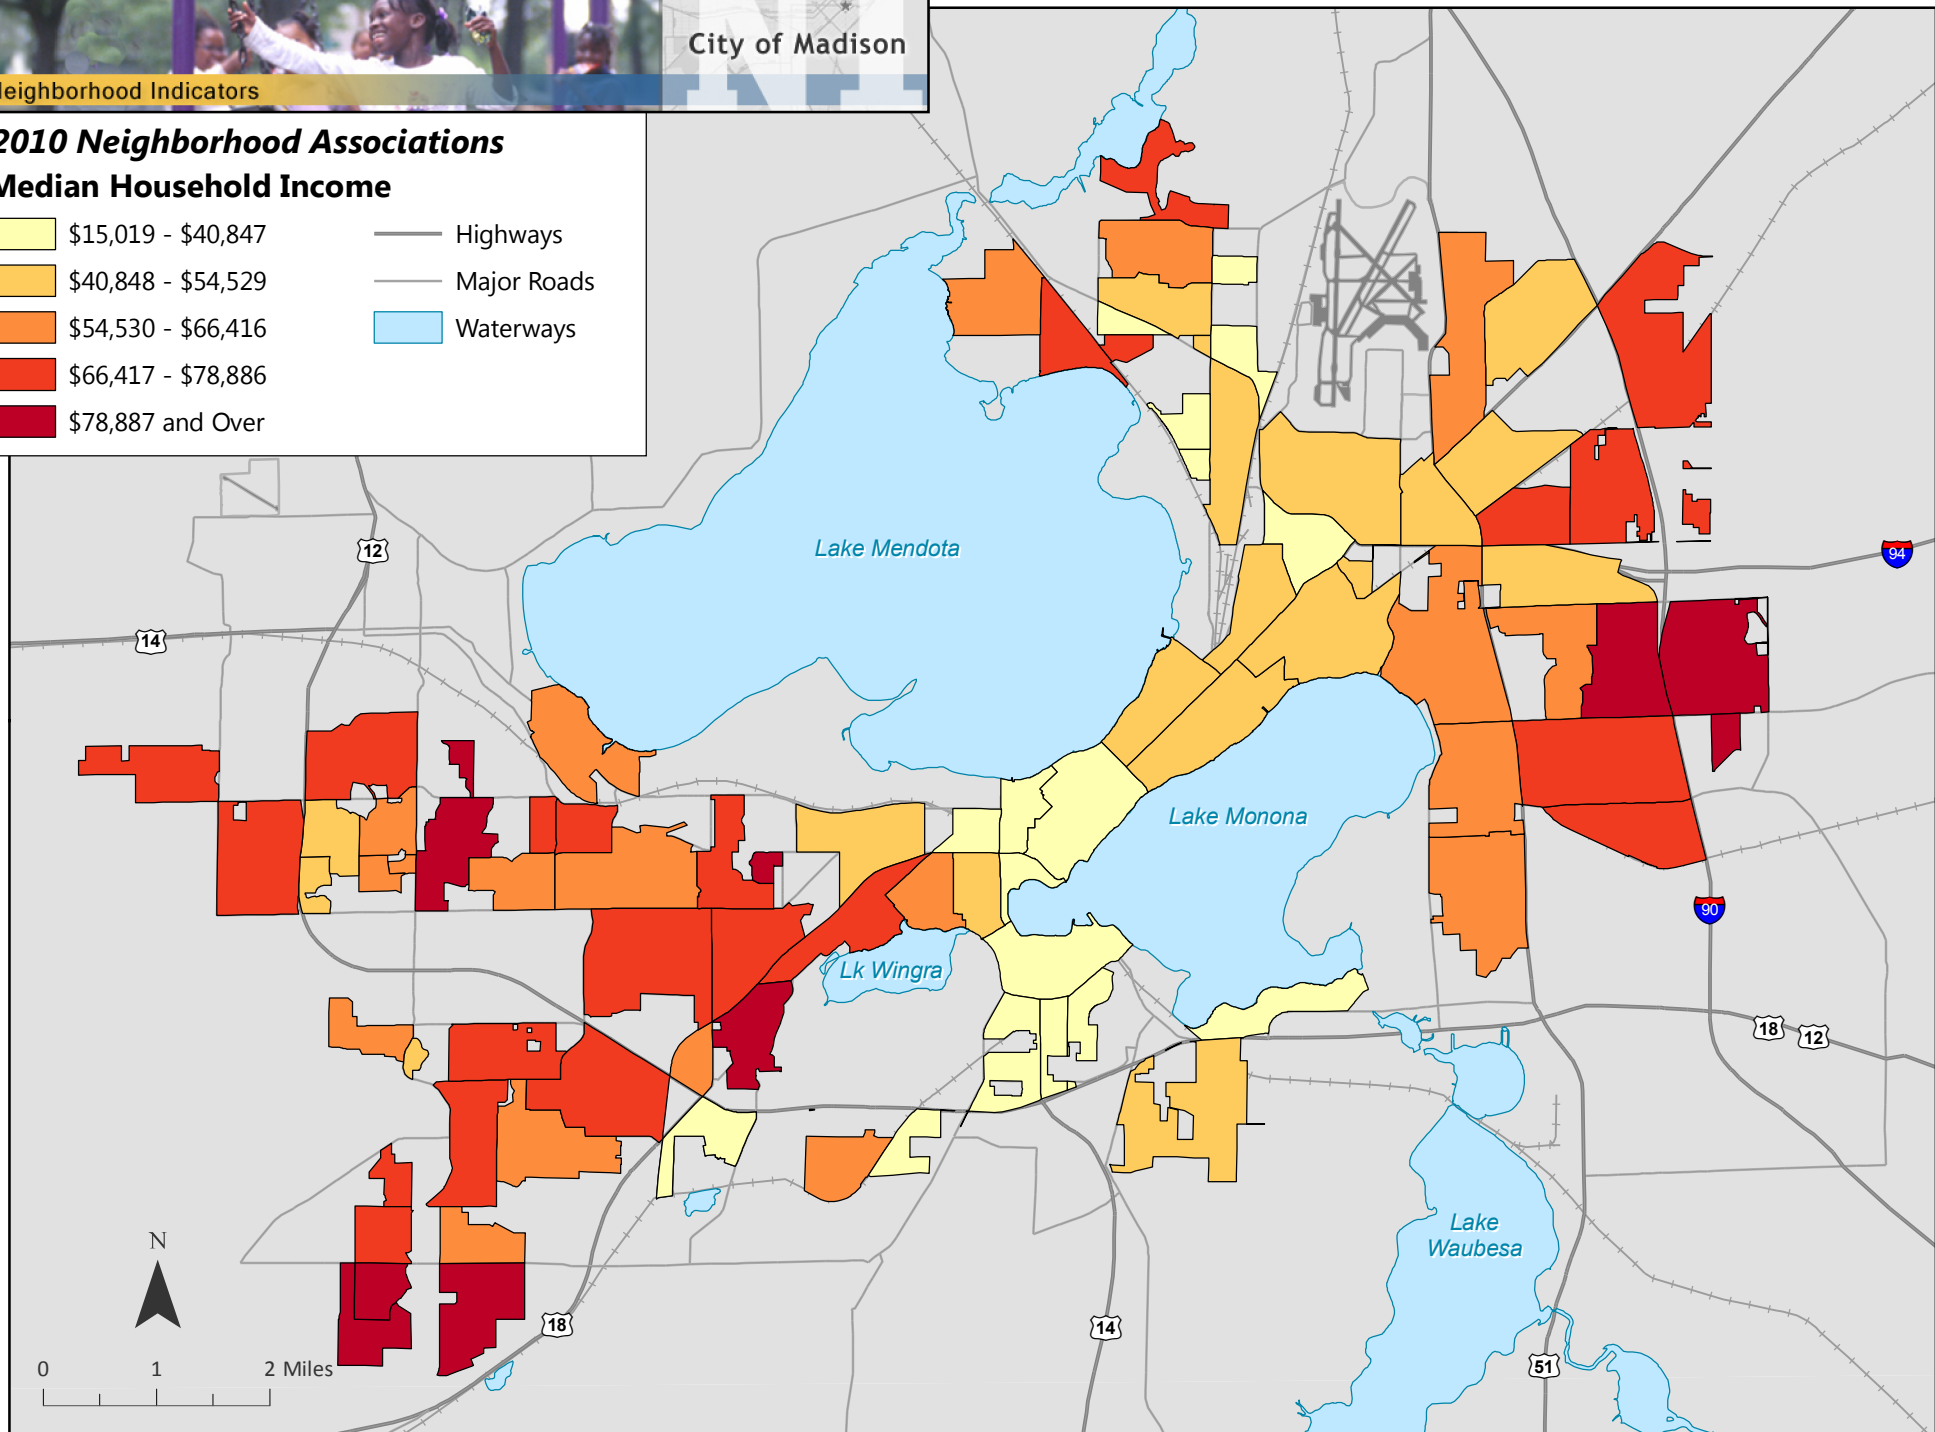 City of Madison
eighborhood Indicators
2010 Neighborhood Associations
Median Household Income
$15,019 - $40,847
$40,848 - $54,529
$54,530 - $66,416
$66,417 - $78,886
$78,887 and Over
Highways
Major Roads
Waterways
12
14
Lake Mendota
94
Lake Monona
90
Lk Wingra
18
12
Lake
Waubesa
N
18
14
51
0 1 2 Miles